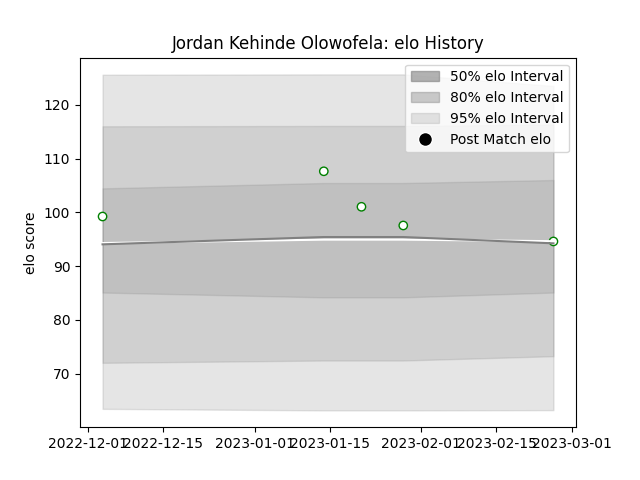 Jordan Kehinde Olowofela: elo History
50% elo Interval
80% elo Interval
95% elo Interval
Post Match elo
elo score
120
110
100
90
80
70
2022-12-01 2022-12-15 2023-01-01 2023-01-15 2023-02-01 2023-02-15 2023-03-01